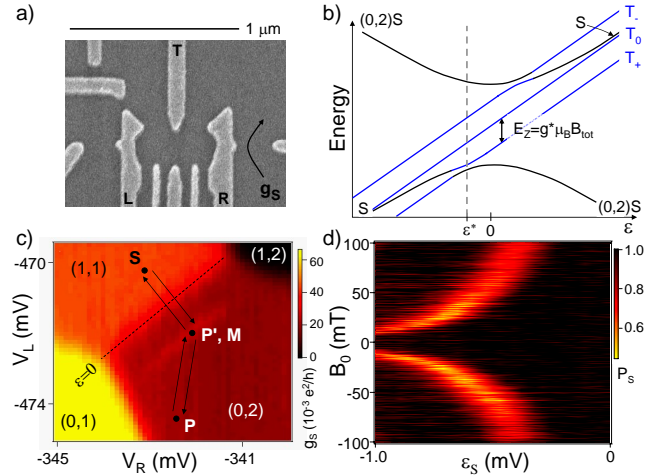 a)
1 μm
T
L
R
g_S
b)
(0,2)S
S
T_-
T_0
T_+
Energy
E_Z=g*μ_BB_tot
S
(0,2)S
ε*
0
ε
c)
(1,1)
S
(1,2)
P', M
ε=0
P
(0,1)
(0,2)
-470
-474
V_L (mV)
-345
-341
V_R (mV)
60
40
20
0
g_S (10^-3 e^2/h)
d)
100
50
0
-50
-100
B_0 (mT)
-1.0
0
ε_S (mV)
1.0
0.8
0.6
P_S